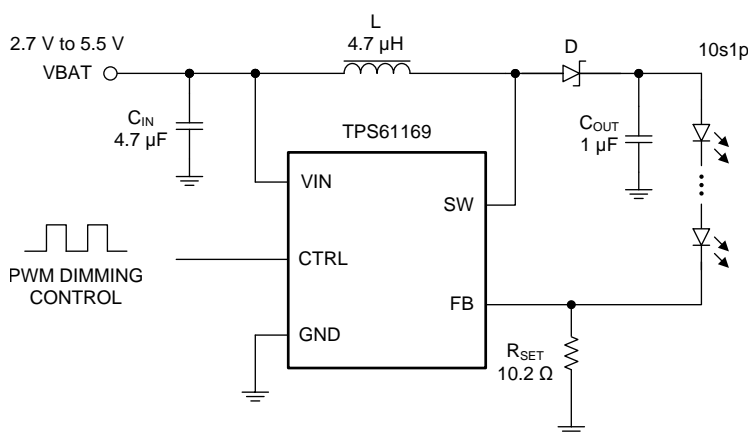 L
4.7 µH
D
10s1p
2.7 V to 5.5 V
VBAT
CIN
4.7 µF
TPS61169
COUT
1 µF
VIN
SW
CTRL
PWM DIMMING
CONTROL
FB
GND
RSET
10.2 Ω